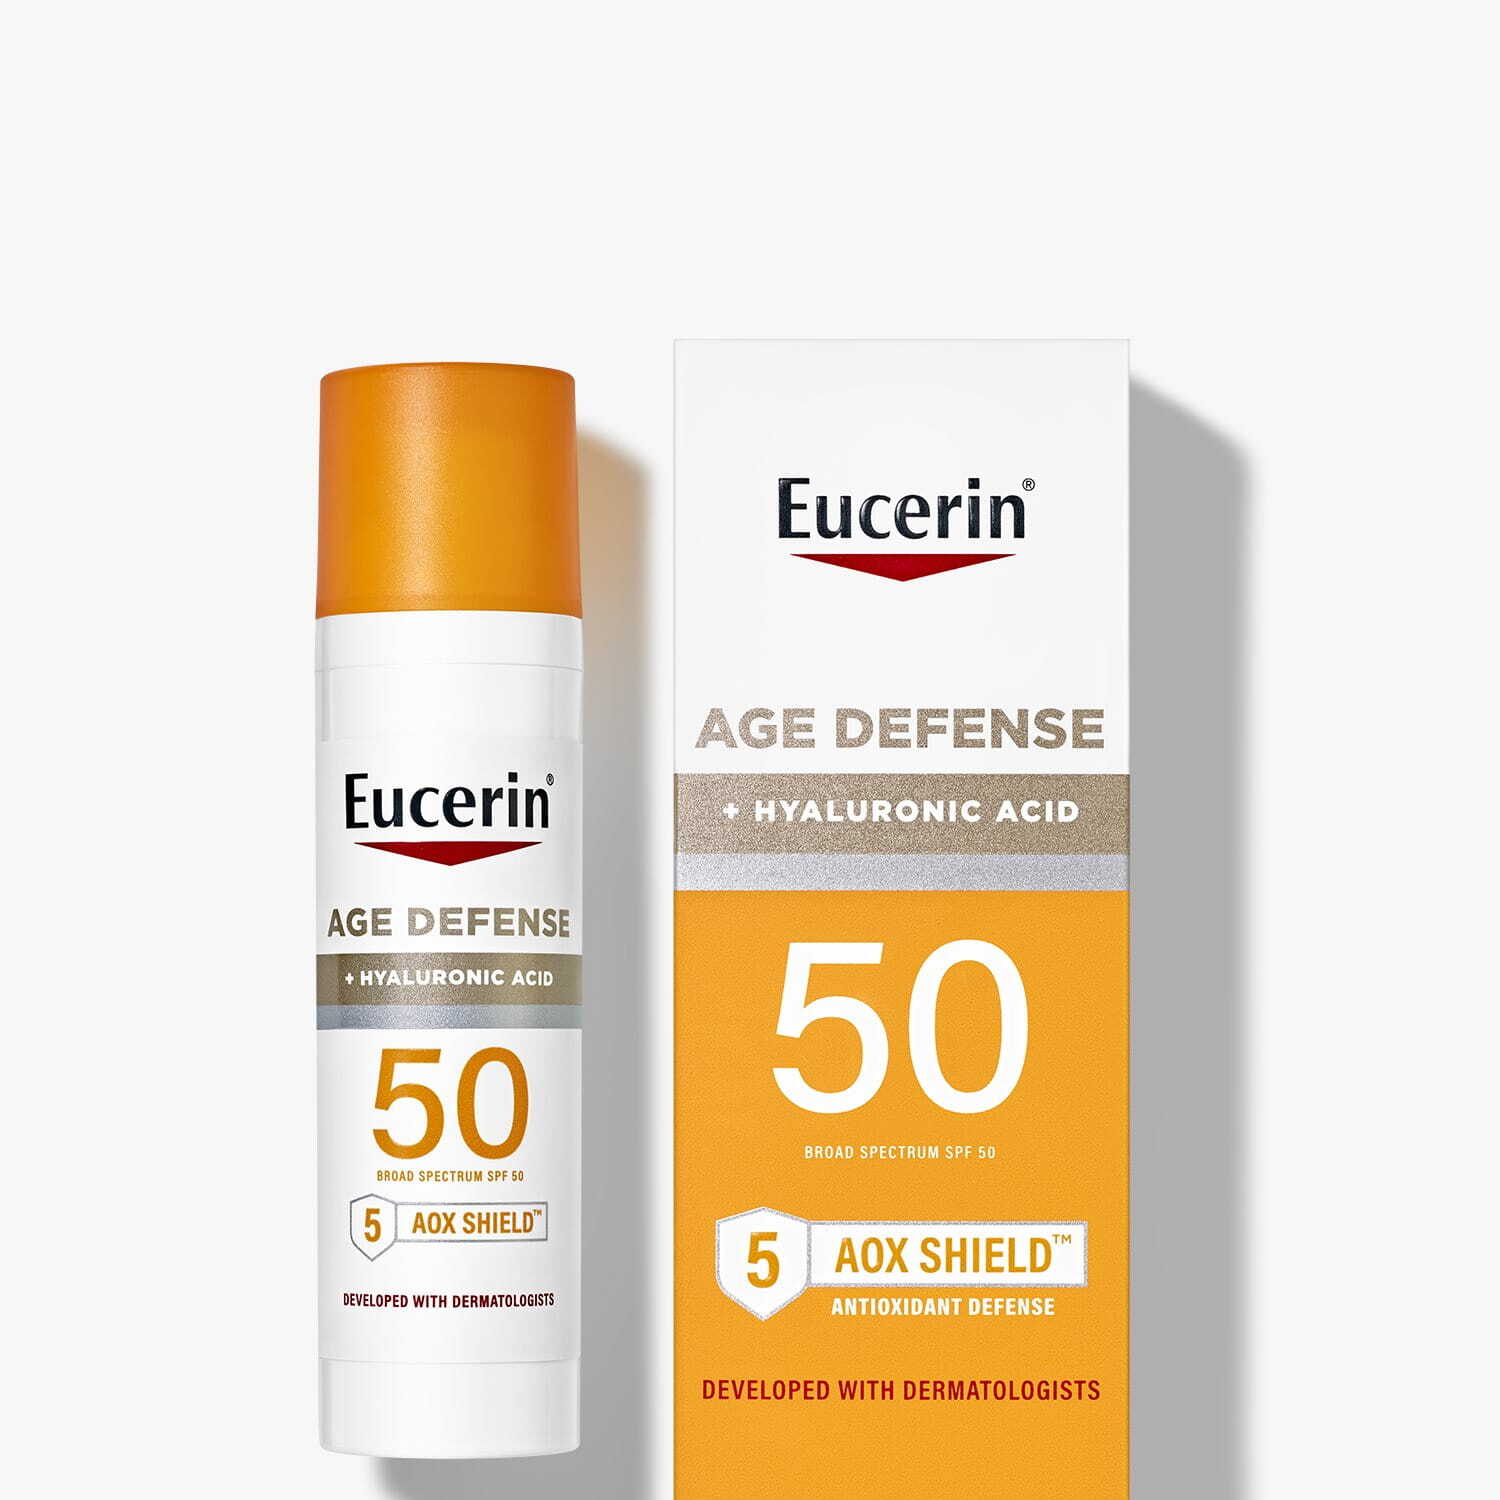 Eucerin®
AGE DEFENSE
+ HYALURONIC ACID
50
BROAD SPECTRUM SPF 50
5 AOX SHIELD™
DEVELOPED WITH DERMATOLOGISTS
Eucerin®
AGE DEFENSE
+ HYALURONIC ACID
50
BROAD SPECTRUM SPF 50
5 AOX SHIELD™
ANTIOXIDANT DEFENSE
DEVELOPED WITH DERMATOLOGISTS